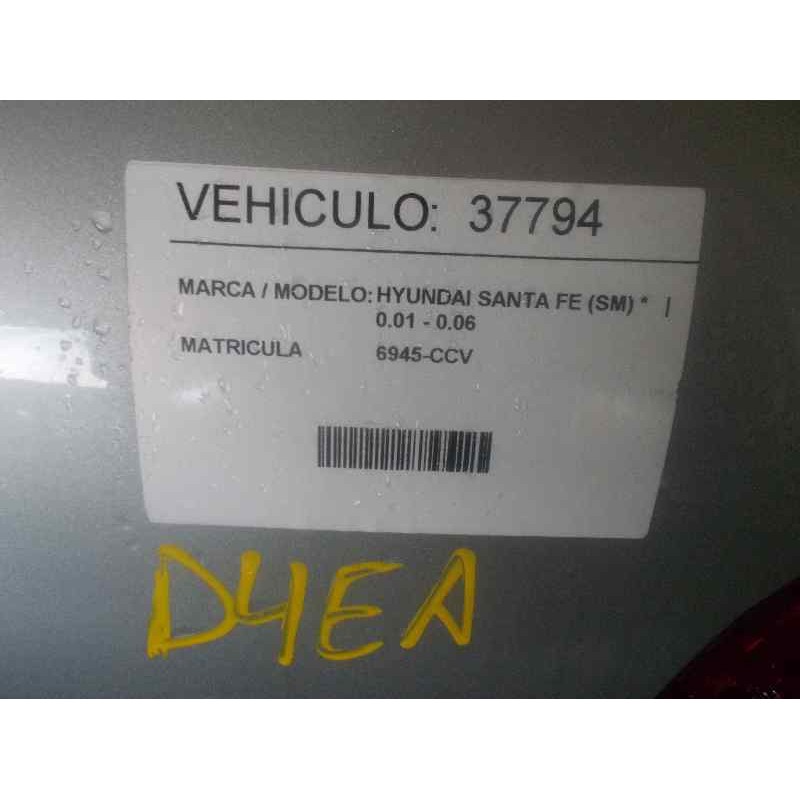 VEHICULO: 37794
MARCA / MODELO: HYUNDAI SANTA FE (SM) * |
0.01 - 0.06
MATRICULA 6945-CCV
D4EA